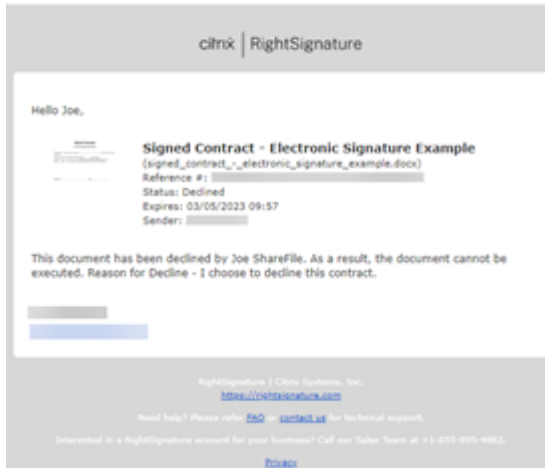 citrix | RightSignature
Hello Joe,
Signed Contract - Electronic Signature Example
(signed_contract_-_electronic_signature_example.docx)
Reference #:
Status: Declined
Expires: 03/05/2023 09:57
Sender:
This document has been declined by Joe ShareFile. As a result, the document cannot be
executed. Reason for Decline - I choose to decline this contract.
RightSignature | Citrix Systems, Inc.
https://rightsignature.com
Need help? Please refer FAQ or contact us for technical support.
Interested in a RightSignature account for your business? Call our Sales Team at +1-855-895-4862.
Privacy